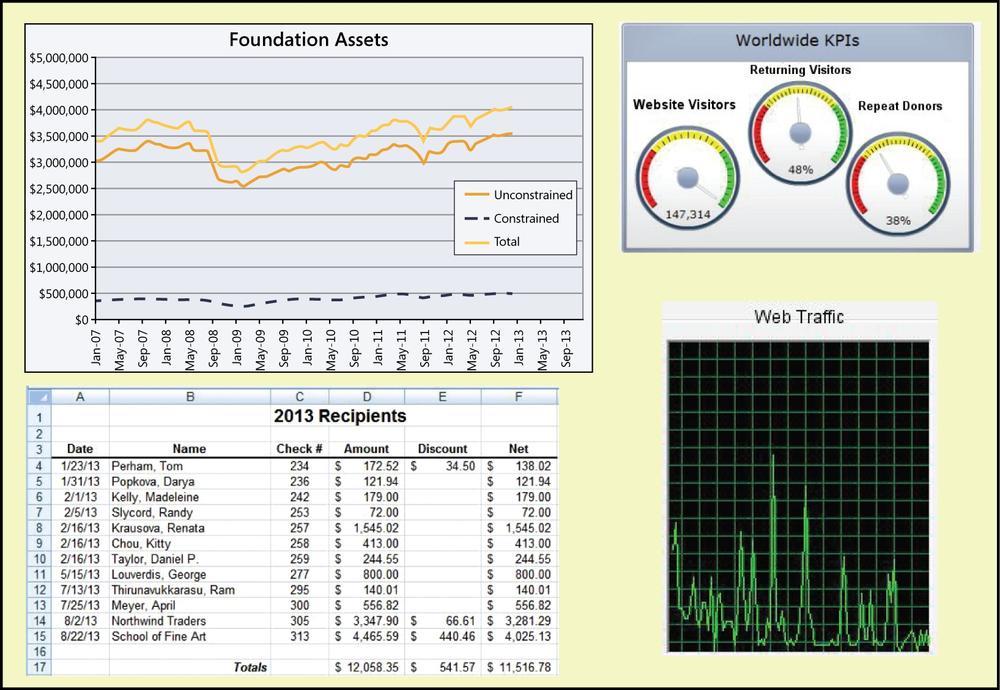 Foundation Assets
$5,000,000
$4,500,000
$4,000,000
$3,500,000
$3,000,000
$2,500,000
$2,000,000
$1,500,000
$1,000,000
$500,000
$0
Unconstrained
Constrained
Total
Jan-07 May-07 Sep-07 Jan-08 May-08 Sep-08 Jan-09 May-09 Sep-09 Jan-10 May-10 Sep-10 Jan-11 May-11 Sep-11 Jan-12 May-12 Sep-12 Jan-13 May-13 Sep-13
Worldwide KPIs
Returning Visitors
Website Visitors
Repeat Donors
48%
147,314
38%
Web Traffic
A B C D E F
1 2013 Recipients
2
3 Date Name Check # Amount Discount Net
4 1/23/13 Perham, Tom 234 $ 172.52 $ 34.50 $ 138.02
5 1/31/13 Popkova, Darya 236 $ 121.94 $ 121.94
6 2/1/13 Kelly, Madeleine 242 $ 179.00 $ 179.00
7 2/5/13 Slycord, Randy 253 $ 72.00 $ 72.00
8 2/16/13 Krausova, Renata 257 $ 1,545.02 $ 1,545.02
9 2/16/13 Chou, Kitty 258 $ 413.00 $ 413.00
10 2/16/13 Taylor, Daniel P. 259 $ 244.55 $ 244.55
11 5/15/13 Louverdis, George 277 $ 800.00 $ 800.00
12 7/13/13 Thirunavukkarasu, Ram 295 $ 140.01 $ 140.01
13 7/25/13 Meyer, April 300 $ 556.82 $ 556.82
14 8/2/13 Northwind Traders 305 $ 3,347.90 $ 66.61 $ 3,281.29
15 8/22/13 School of Fine Art 313 $ 4,465.59 $ 440.46 $ 4,025.13
16
17 Totals $ 12,058.35 $ 541.57 $ 11,516.78